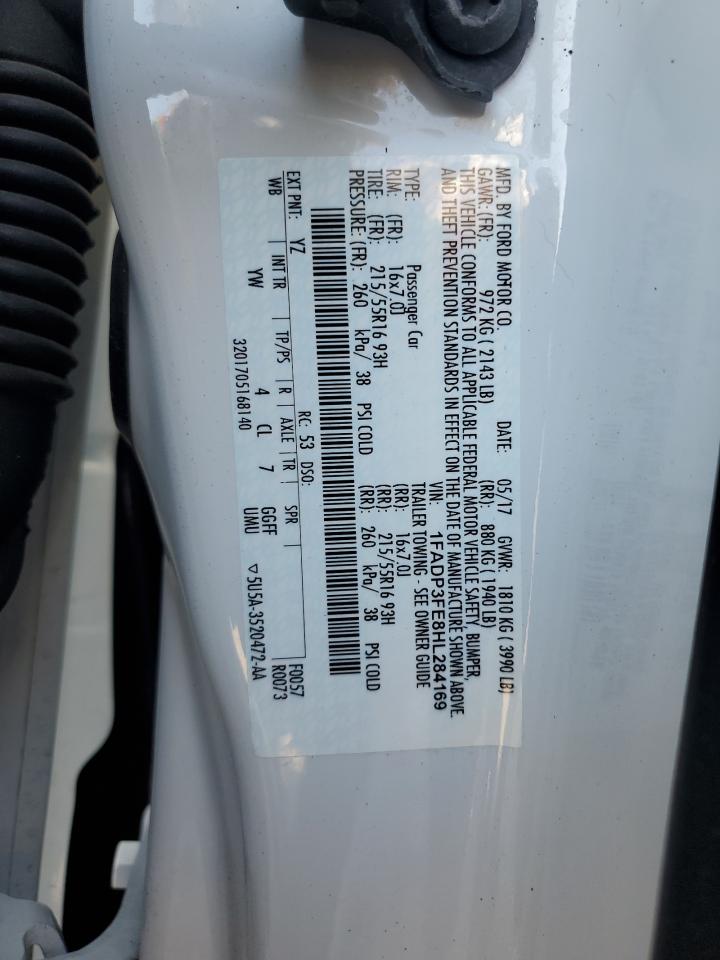 MFD. BY FORD MOTOR CO. DATE: 05/17 GVWR: 1810 KG ( 3990 LB)
GAWR: (FR): 972 KG ( 2143 LB) (RR): 880 KG ( 1940 LB)
THIS VEHICLE CONFORMS TO ALL APPLICABLE FEDERAL MOTOR VEHICLE SAFETY, BUMPER,
AND THEFT PREVENTION STANDARDS IN EFFECT ON THE DATE OF MANUFACTURE SHOWN ABOVE.
VIN: 1FADP3FE8HL284169
TYPE: Passenger Car TRAILER TOWING - SEE OWNER GUIDE
RIM: (FR): 16x7.0J (RR): 16x7.0J
TIRE: (FR): 215/55R16 93H (RR): 215/55R16 93H
PRESSURE: (FR): 260 kPa/ 38 PSI COLD (RR): 260 kPa/ 38 PSI COLD
EXT PNT: YZ RC: 53 DSO: F0057
WB INT TR TP/PS R AXLE TR SPR R0073
YW 4 CL 7 GGFF
UMU
3201705168140 ▽5U5A-3520472-AA